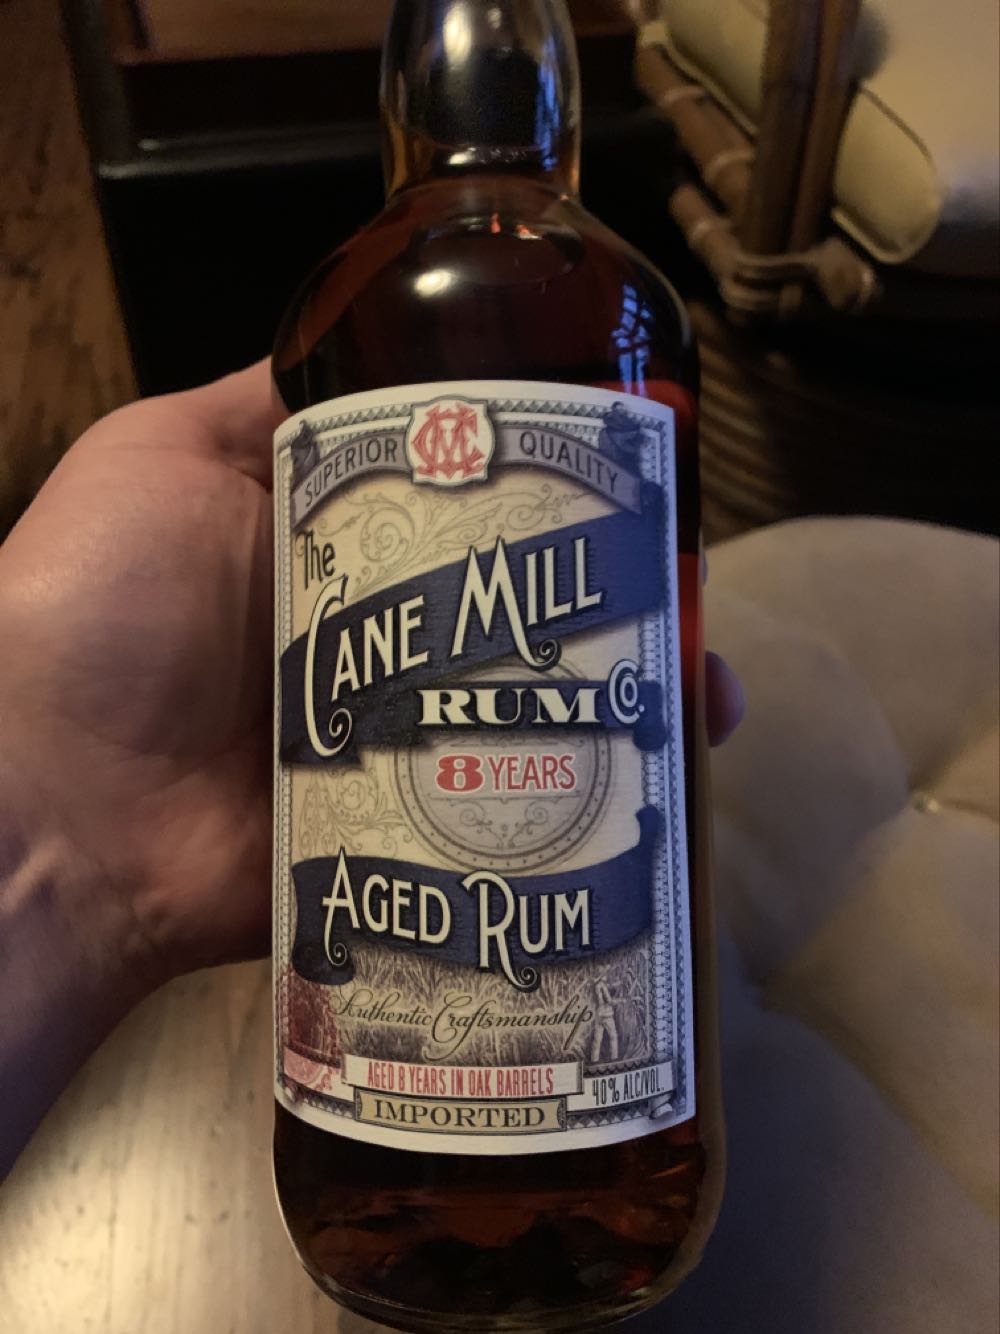 SUPERIOR QUALITY
The
CANE MILL
RUM Co.
8 YEARS
AGED RUM
Authentic Craftsmanship
AGED 8 YEARS IN OAK BARRELS
40% ALC/VOL.
IMPORTED